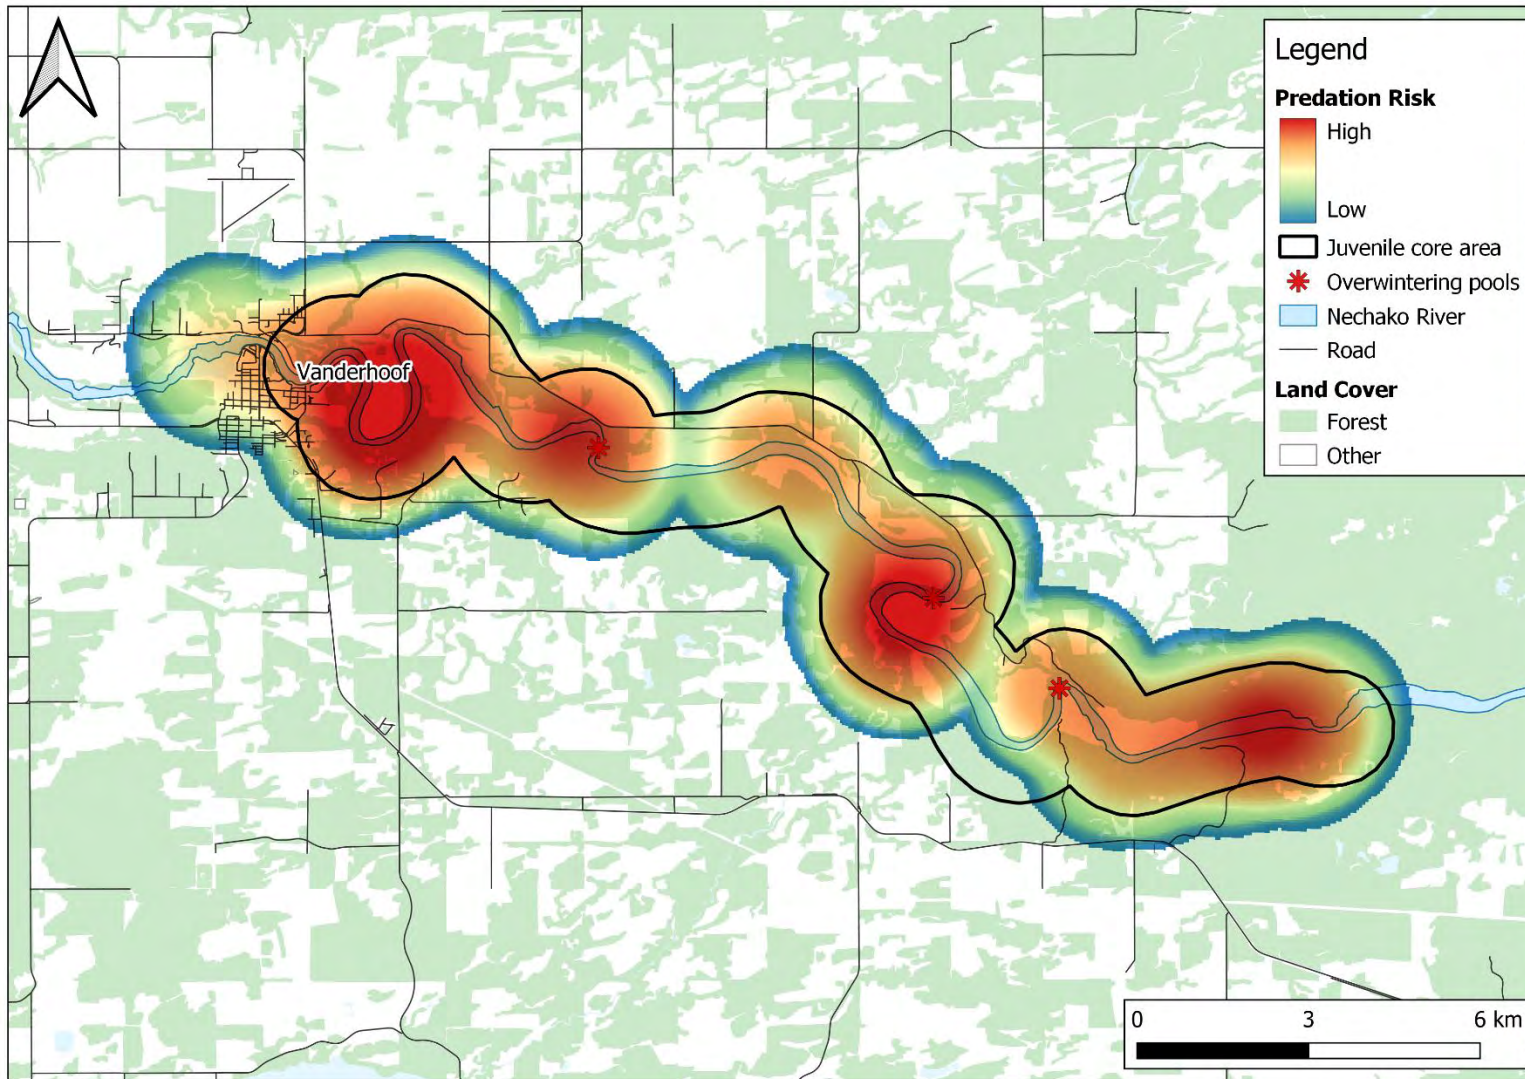 Legend
Predation Risk
High
Low
Juvenile core area
Overwintering pools
Nechako River
Road
Land Cover
Forest
Other
Vanderhoof
0 3 6 km